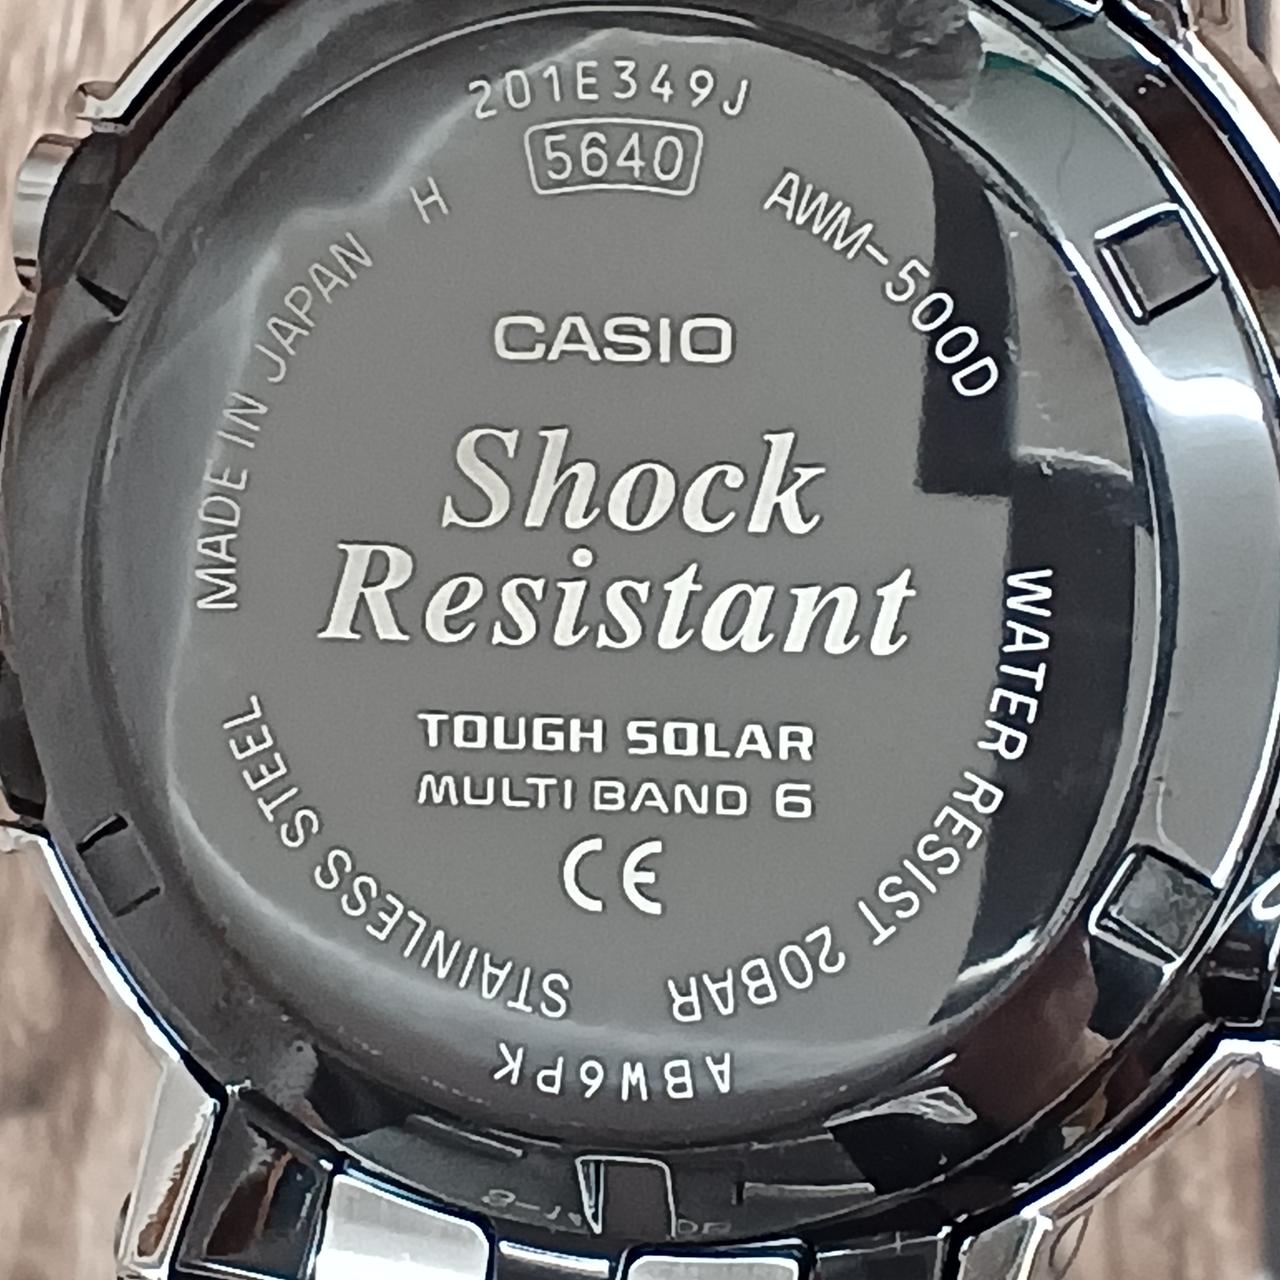 201E349J
5640
H
AWM-500D
MADE IN JAPAN
CASIO
Shock
Resistant
TOUGH SOLAR
MULTI BAND 6
CE
WATER RESIST 20BAR
STAINLESS STEEL
ABW6PK